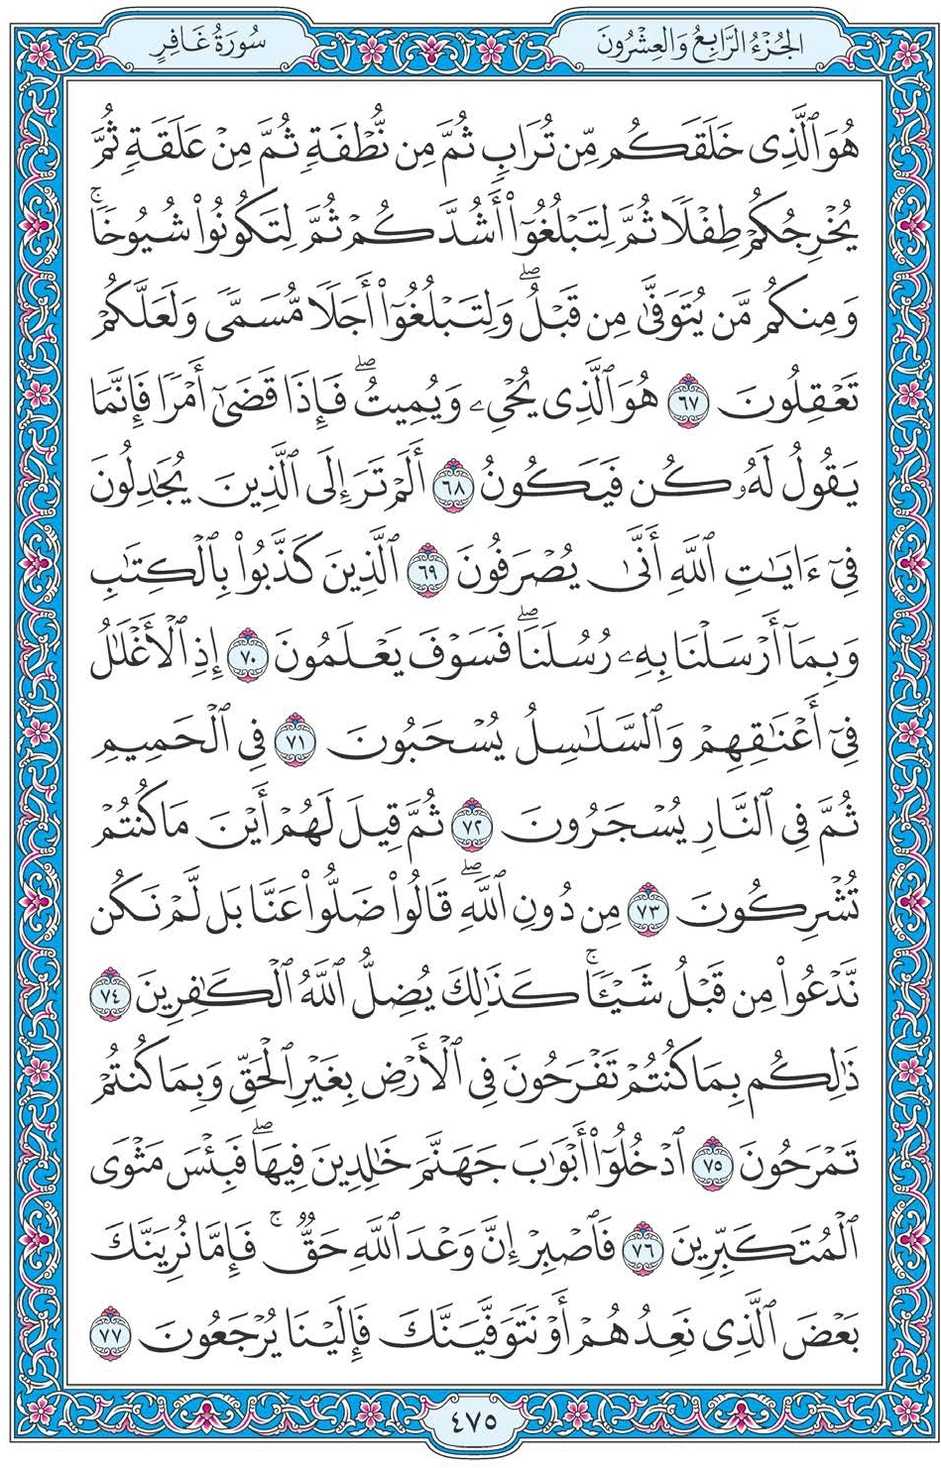 الجُزْءُ الرَّابِعُ وَالعِشْرُونَ
سُورَةُ غَافِرٍ
هُوَ ٱلَّذِى خَلَقَكُم مِّن تُرَابٍ ثُمَّ مِن نُّطْفَةٍ ثُمَّ مِنْ عَلَقَةٍ ثُمَّ
يُخْرِجُكُمْ طِفْلًا ثُمَّ لِتَبْلُغُوٓا۟ أَشُدَّكُمْ ثُمَّ لِتَكُونُوا۟ شُيُوخًا ۚ
وَمِنكُم مَّن يُتَوَفَّىٰ مِن قَبْلُ ۖ وَلِتَبْلُغُوٓا۟ أَجَلًا مُّسَمًّى وَلَعَلَّكُمْ
تَعْقِلُونَ ٦٧ هُوَ ٱلَّذِى يُحْىِۦ وَيُمِيتُ ۖ فَإِذَا قَضَىٰٓ أَمْرًا فَإِنَّمَا
يَقُولُ لَهُۥ كُن فَيَكُونُ ٦٨ أَلَمْ تَرَ إِلَى ٱلَّذِينَ يُجَٰدِلُونَ
فِىٓ ءَايَٰتِ ٱللَّهِ أَنَّىٰ يُصْرَفُونَ ٦٩ ٱلَّذِينَ كَذَّبُوا۟ بِٱلْكِتَٰبِ
وَبِمَآ أَرْسَلْنَا بِهِۦ رُسُلَنَا ۖ فَسَوْفَ يَعْلَمُونَ ٧٠ إِذِ ٱلْأَغْلَٰلُ
فِىٓ أَعْنَٰقِهِمْ وَٱلسَّلَٰسِلُ يُسْحَبُونَ ٧١ فِى ٱلْحَمِيمِ
ثُمَّ فِى ٱلنَّارِ يُسْجَرُونَ ٧٢ ثُمَّ قِيلَ لَهُمْ أَيْنَ مَا كُنتُمْ
تُشْرِكُونَ ٧٣ مِن دُونِ ٱللَّهِ ۖ قَالُوا۟ ضَلُّوا۟ عَنَّا بَل لَّمْ نَكُن
نَّدْعُوا۟ مِن قَبْلُ شَيْـًٔا ۚ كَذَٰلِكَ يُضِلُّ ٱللَّهُ ٱلْكَٰفِرِينَ ٧٤
ذَٰلِكُم بِمَا كُنتُمْ تَفْرَحُونَ فِى ٱلْأَرْضِ بِغَيْرِ ٱلْحَقِّ وَبِمَا كُنتُمْ
تَمْرَحُونَ ٧٥ ٱدْخُلُوٓا۟ أَبْوَٰبَ جَهَنَّمَ خَٰلِدِينَ فِيهَا ۖ فَبِئْسَ مَثْوَى
ٱلْمُتَكَبِّرِينَ ٧٦ فَٱصْبِرْ إِنَّ وَعْدَ ٱللَّهِ حَقٌّ ۚ فَإِمَّا نُرِيَنَّكَ
بَعْضَ ٱلَّذِى نَعِدُهُمْ أَوْ نَتَوَفَّيَنَّكَ فَإِلَيْنَا يُرْجَعُونَ ٧٧
٤٧٥